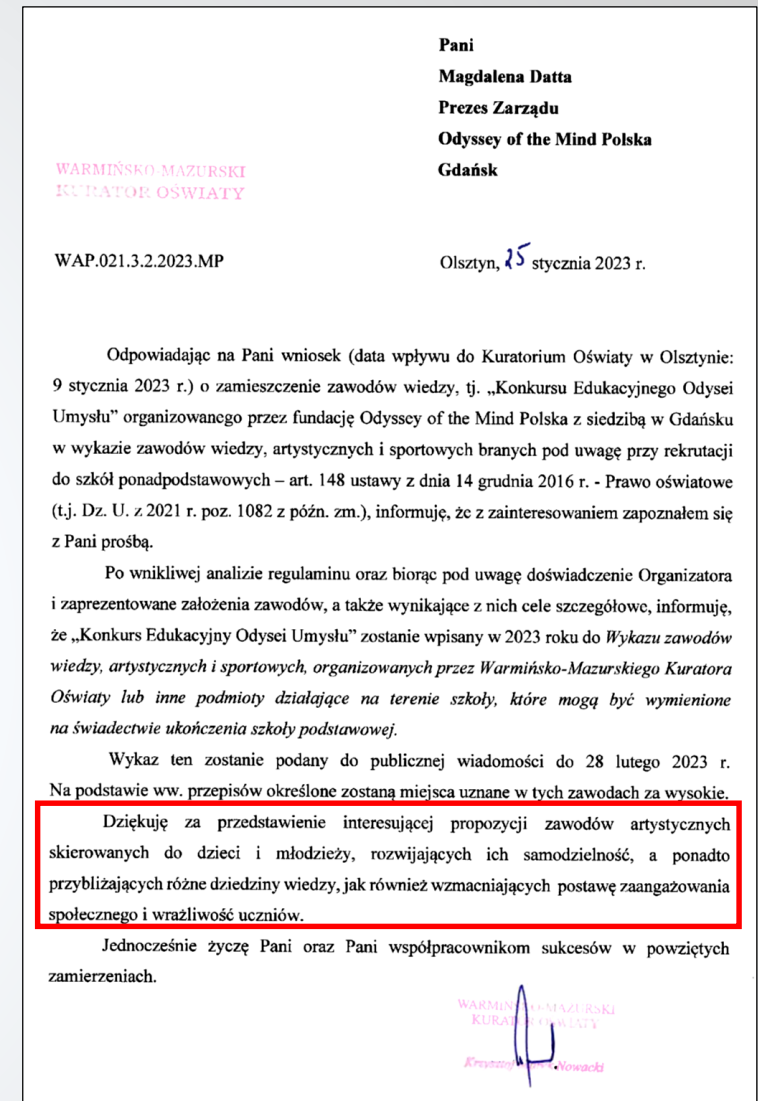 Pani
Magdalena Datta
Prezes Zarządu
Odyssey of the Mind Polska
Gdańsk
WARMIŃSKO-MAZURSKI
KURATOR OŚWIATY
WAP.021.3.2.2023.MP
Olsztyn, 25 stycznia 2023 r.
Odpowiadając na Pani wniosek (data wpływu do Kuratorium Oświaty w Olsztynie:
9 stycznia 2023 r.) o zamieszczenie zawodów wiedzy, tj. „Konkursu Edukacyjnego Odysei
Umysłu” organizowanego przez fundację Odyssey of the Mind Polska z siedzibą w Gdańsku
w wykazie zawodów wiedzy, artystycznych i sportowych branych pod uwagę przy rekrutacji
do szkół ponadpodstawowych – art. 148 ustawy z dnia 14 grudnia 2016 r. - Prawo oświatowe
(t.j. Dz. U. z 2021 r. poz. 1082 z późn. zm.), informuję, że z zainteresowaniem zapoznałem się
z Pani prośbą.
Po wnikliwej analizie regulaminu oraz biorąc pod uwagę doświadczenie Organizatora
i zaprezentowane założenia zawodów, a także wynikające z nich cele szczegółowe, informuję,
że „Konkurs Edukacyjny Odysei Umysłu” zostanie wpisany w 2023 roku do Wykazu zawodów
wiedzy, artystycznych i sportowych, organizowanych przez Warmińsko-Mazurskiego Kuratora
Oświaty lub inne podmioty działające na terenie szkoły, które mogą być wymienione
na świadectwie ukończenia szkoły podstawowej.
Wykaz ten zostanie podany do publicznej wiadomości do 28 lutego 2023 r.
Na podstawie ww. przepisów określone zostaną miejsca uznane w tych zawodach za wysokie.
Dziękuję za przedstawienie interesującej propozycji zawodów artystycznych
skierowanych do dzieci i młodzieży, rozwijających ich samodzielność, a ponadto
przybliżających różne dziedziny wiedzy, jak również wzmacniających postawę zaangażowania
społecznego i wrażliwość uczniów.
Jednocześnie życzę Pani oraz Pani współpracownikom sukcesów w powziętych
zamierzeniach.
WARMIŃSKO-MAZURSKI
KURATOR OŚWIATY
Krzysztof Nowacki